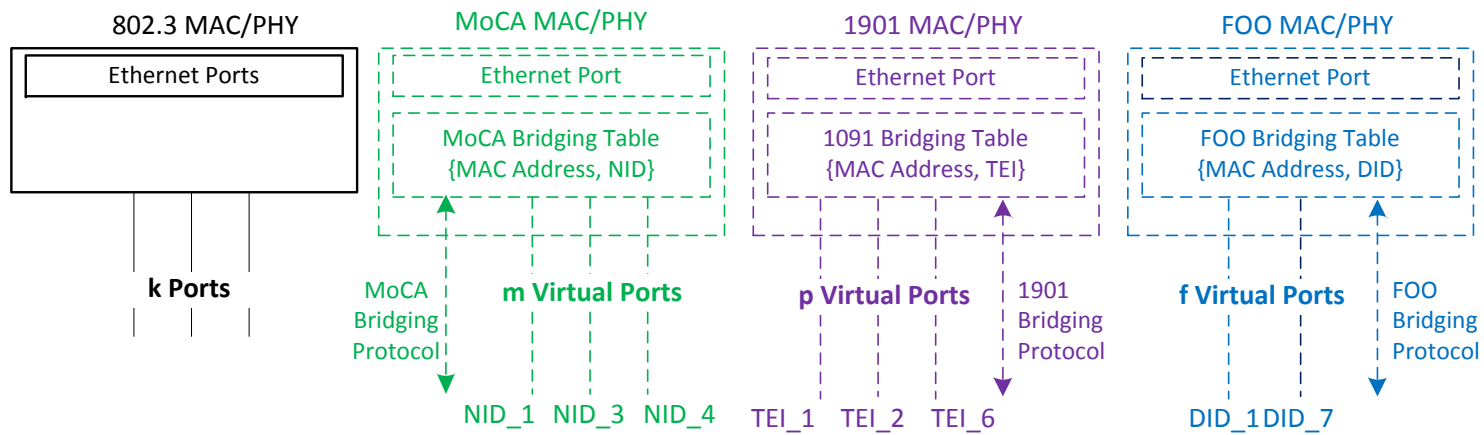 802.3 MAC/PHY
Ethernet Ports
k Ports
MoCA MAC/PHY
Ethernet Port
MoCA Bridging Table
{MAC Address, NID}
MoCA
Bridging
Protocol
m Virtual Ports
NID_1
NID_3
NID_4
1901 MAC/PHY
Ethernet Port
1091 Bridging Table
{MAC Address, TEI}
p Virtual Ports
1901
Bridging
Protocol
TEI_1
TEI_2
TEI_6
FOO MAC/PHY
Ethernet Port
FOO Bridging Table
{MAC Address, DID}
f Virtual Ports
FOO
Bridging
Protocol
DID_1
DID_7